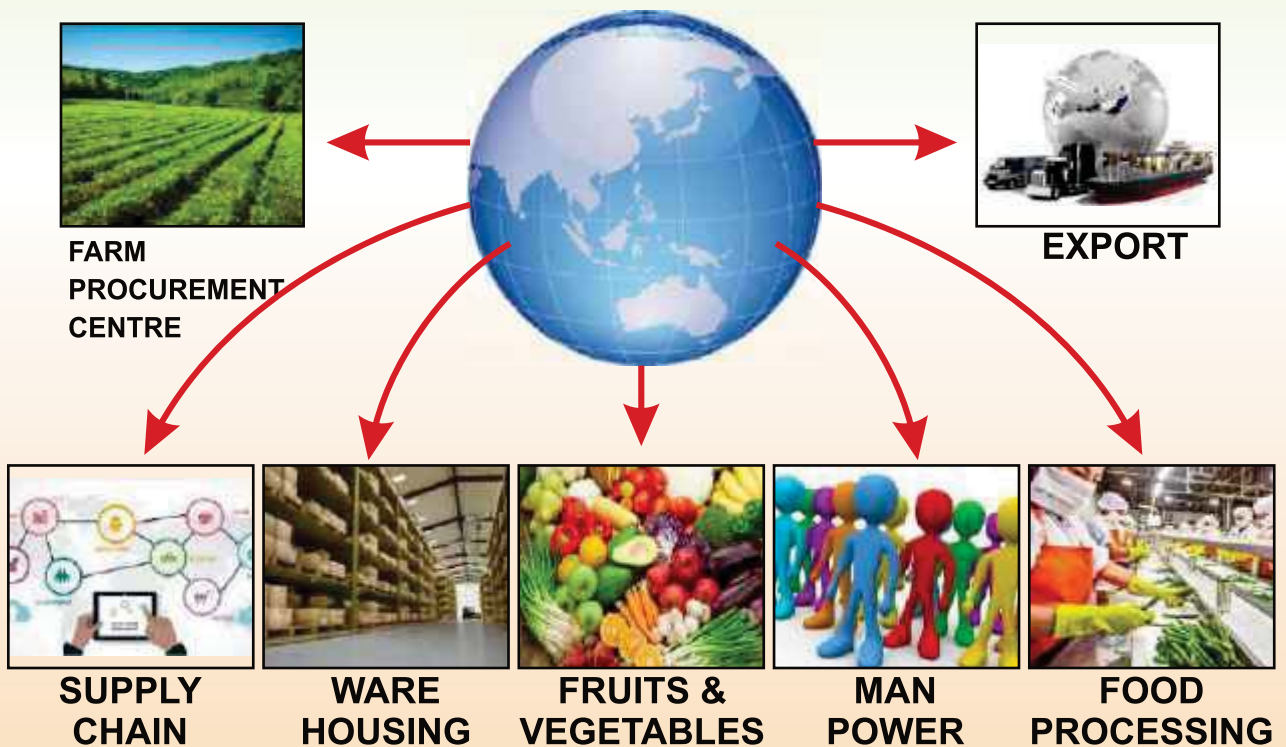 FARM
PROCUREMENT
CENTRE
EXPORT
SUPPLY
CHAIN
WARE
HOUSING
FRUITS &
VEGETABLES
MAN
POWER
FOOD
PROCESSING